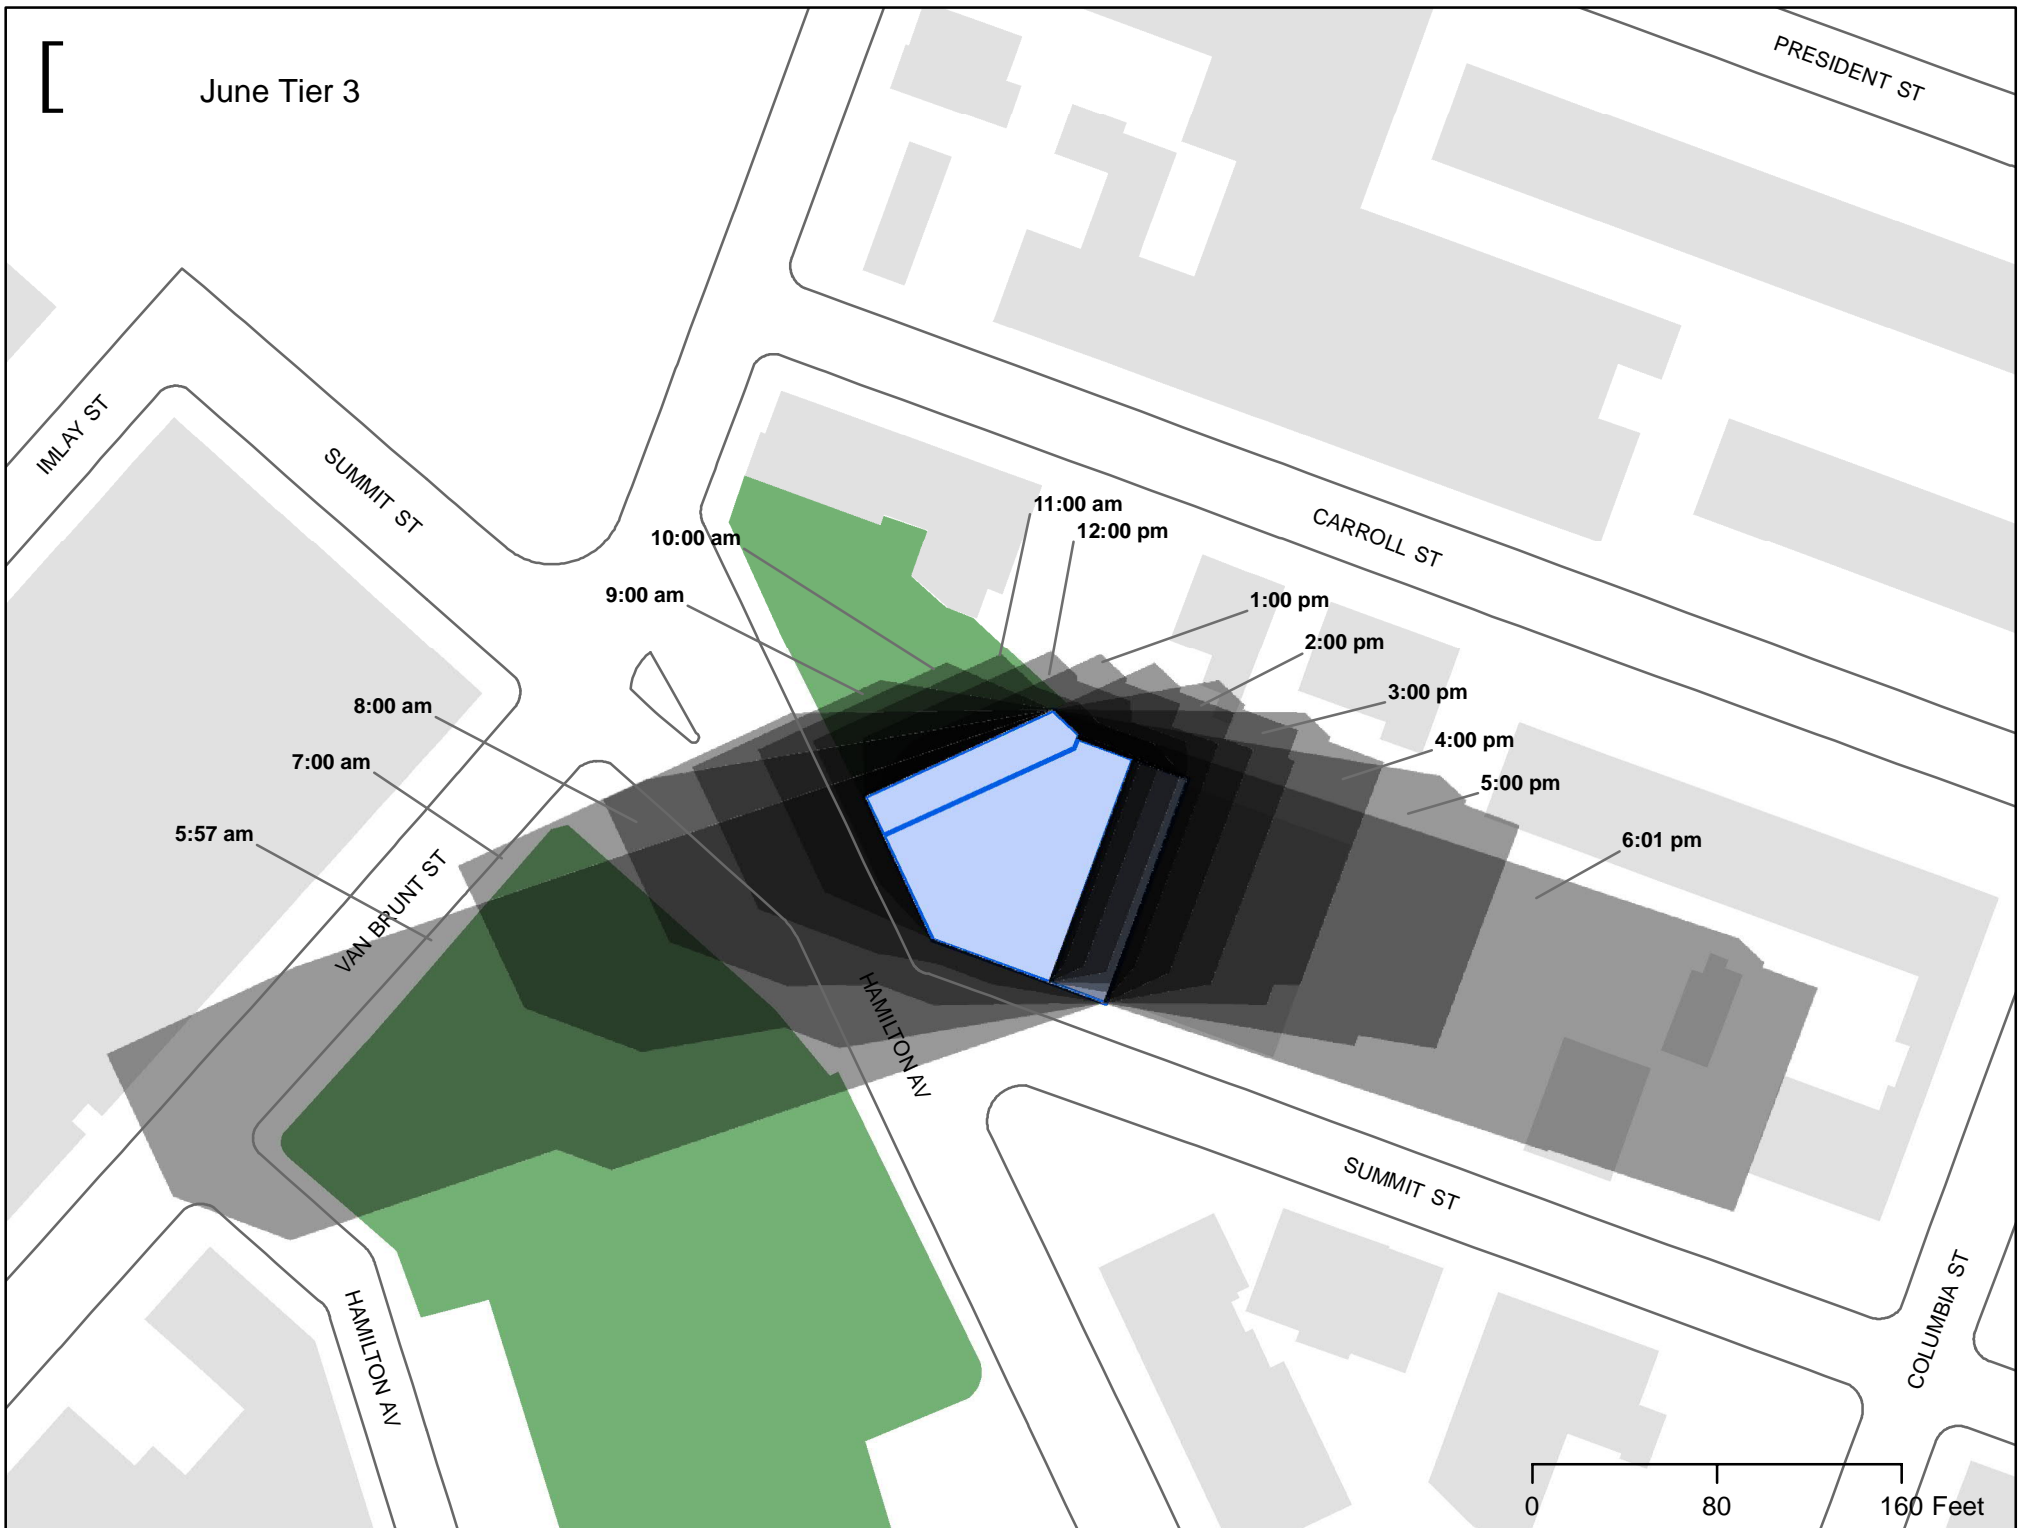 [
June Tier 3
PRESIDENT ST
IMLAY ST
SUMMIT ST
CARROLL ST
11:00 am
12:00 pm
10:00 am
9:00 am
1:00 pm
2:00 pm
8:00 am
3:00 pm
7:00 am
4:00 pm
5:00 pm
5:57 am
6:01 pm
VAN BRUNT ST
HAMILTON AV
SUMMIT ST
HAMILTON AV
COLUMBIA ST
0 80 160 Feet